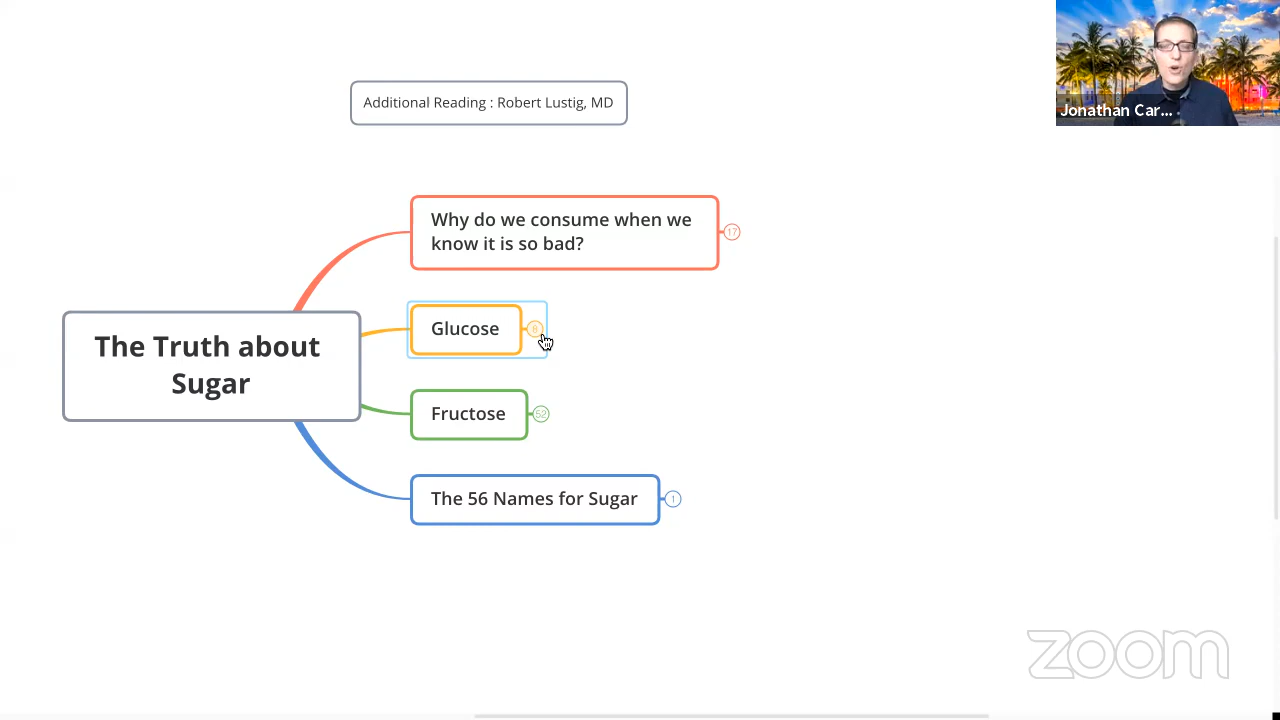 Additional Reading : Robert Lustig, MD
Jonathan Car...
Why do we consume when we
know it is so bad?
17
The Truth about
Sugar
Glucose
8
Fructose
52
The 56 Names for Sugar
1
zoom